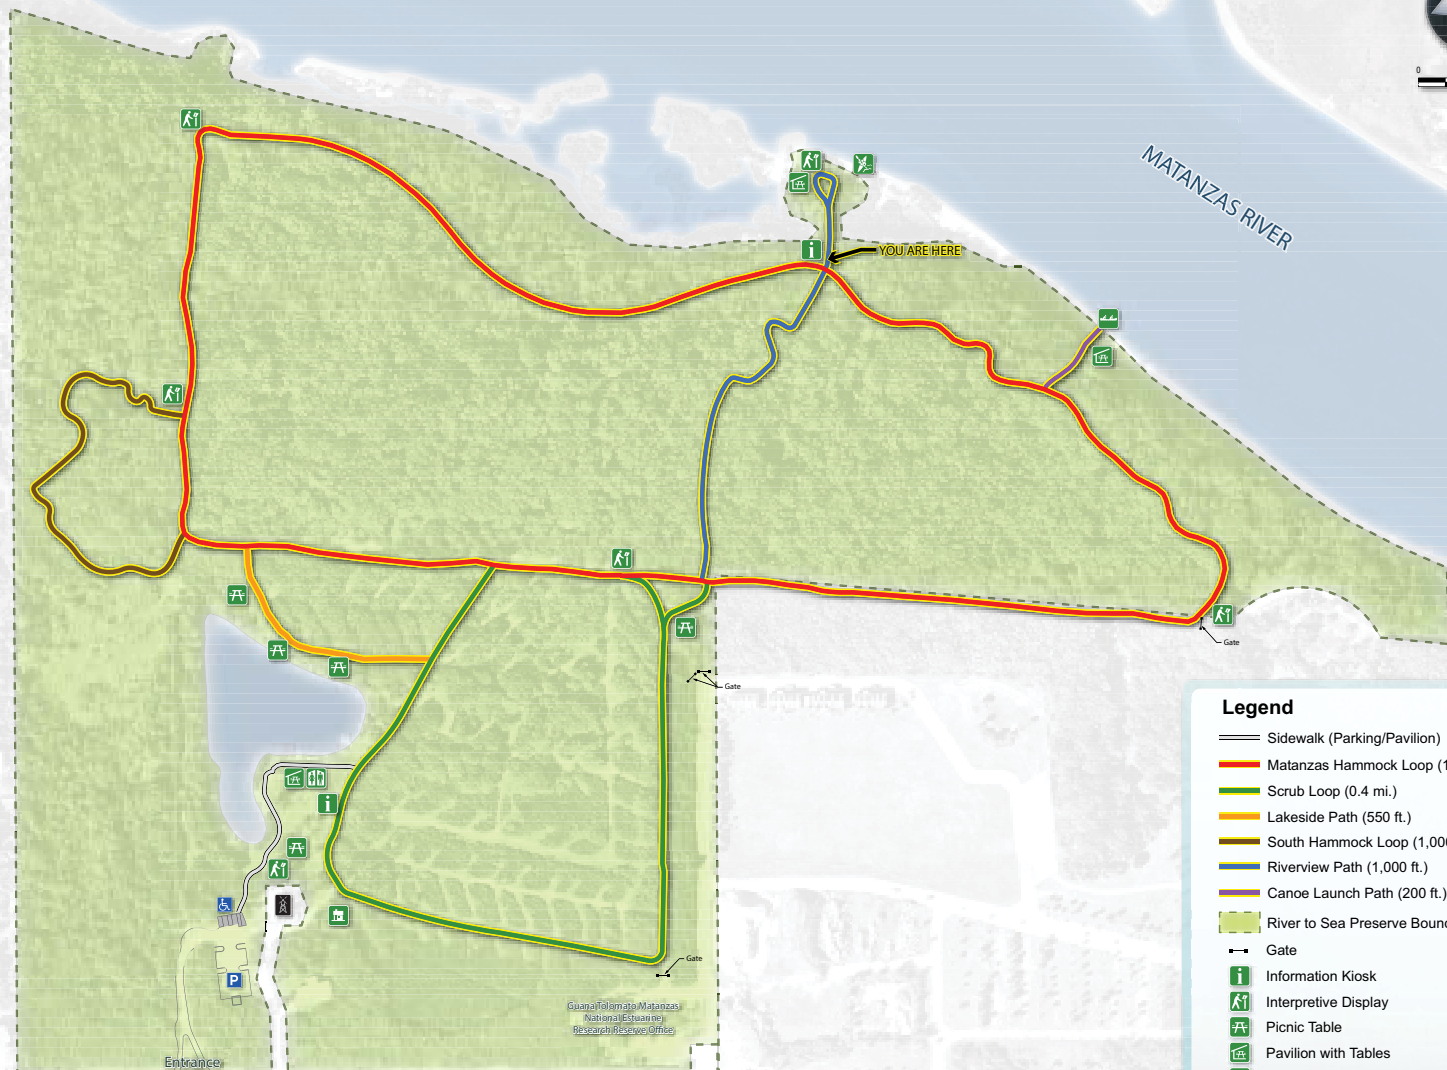 0
MATANZAS RIVER
YOU ARE HERE
Gate
Gate
Gate
Guana Tolomato Matanzas
National Estuarine
Research Reserve Office
Entrance
P
Legend
Sidewalk (Parking/Pavilion)
Matanzas Hammock Loop (1
Scrub Loop (0.4 mi.)
Lakeside Path (550 ft.)
South Hammock Loop (1,00
Riverview Path (1,000 ft.)
Canoe Launch Path (200 ft.)
River to Sea Preserve Boun
Gate
i Information Kiosk
Interpretive Display
Picnic Table
Pavilion with Tables